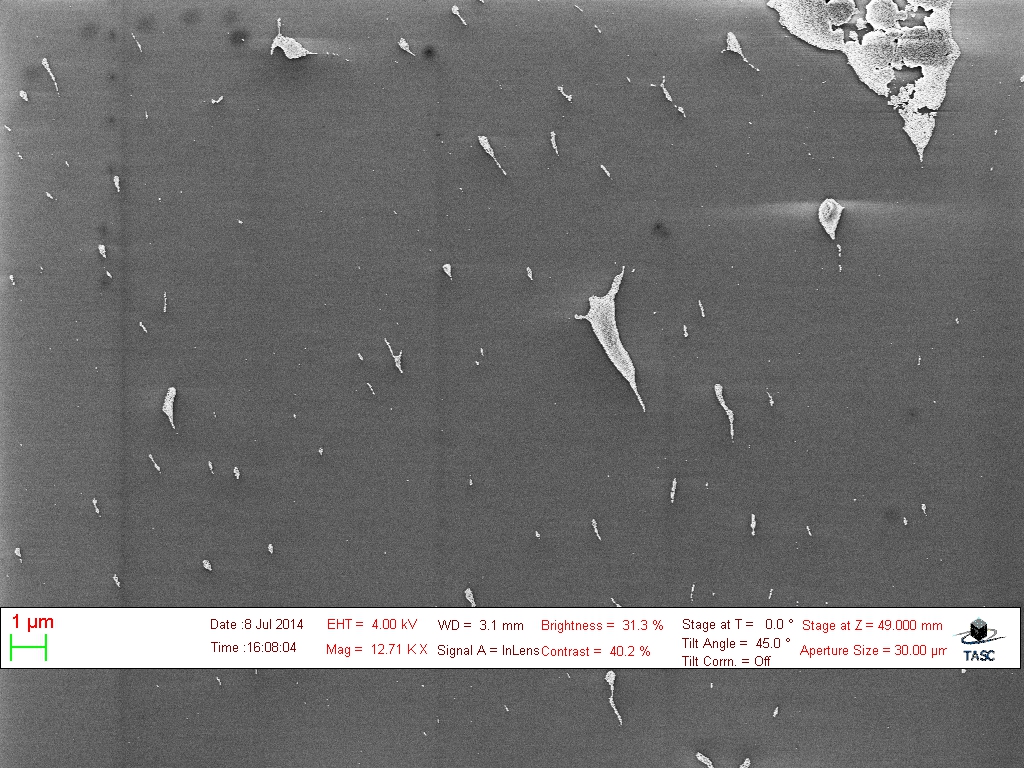 1 µm
Date :8 Jul 2014
Time :16:08:04
EHT = 4.00 kV
Mag = 12.71 K X
WD = 3.1 mm
Signal A = InLens
Brightness = 31.3 %
Contrast = 40.2 %
Stage at T = 0.0 °
Tilt Angle = 45.0 °
Tilt Corrn. = Off
Stage at Z = 49.000 mm
Aperture Size = 30.00 µm
TASC